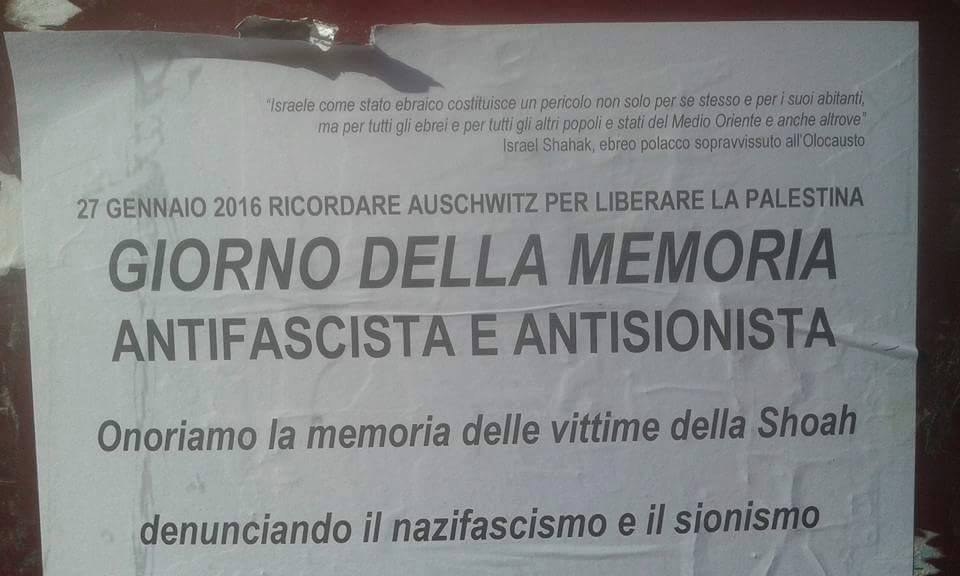 “Israele come stato ebraico costituisce un pericolo non solo per se stesso e per i suoi abitanti,
ma per tutti gli ebrei e per tutti gli altri popoli e stati del Medio Oriente e anche altrove”
Israel Shahak, ebreo polacco sopravvissuto all'Olocausto
27 GENNAIO 2016 RICORDARE AUSCHWITZ PER LIBERARE LA PALESTINA
GIORNO DELLA MEMORIA
ANTIFASCISTA E ANTISIONISTA
Onoriamo la memoria delle vittime della Shoah
denunciando il nazifascismo e il sionismo